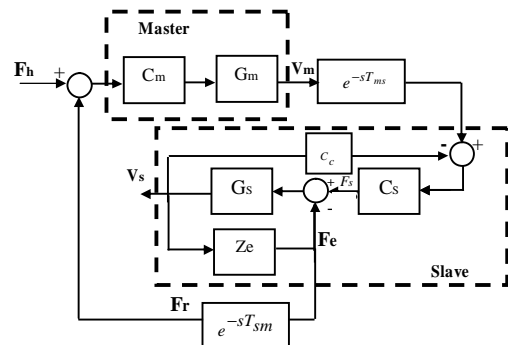 Master
Fh
+
Cm
Gm
Vm
e^{-sT_{ms}}
-
+
Cc
Vs
Gs
+
Fs
-
Cs
Ze
Fe
Slave
Fr
e^{-sT_{sm}}